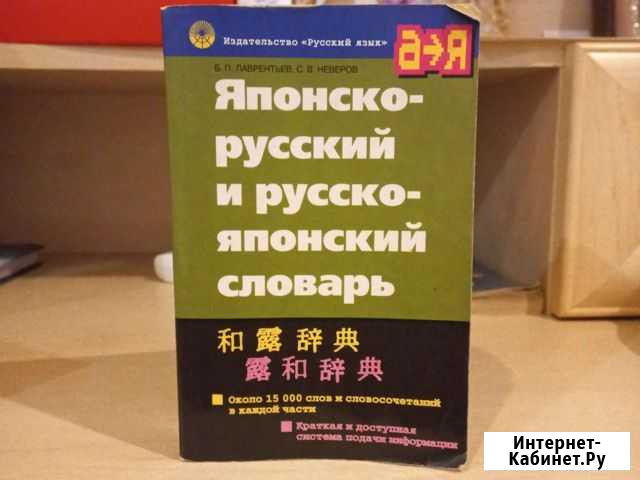 Издательство «Русский язык»
а→я
Б. П. ЛАВРЕНТЬЕВ, С. В. НЕВЕРОВ
Японско-
русский
и русско-
японский
словарь
和露辞典
露和辞典
Около 15 000 слов и словосочетаний
в каждой части
Краткая и доступная
система подачи информации
Интернет-
Кабинет.Ру